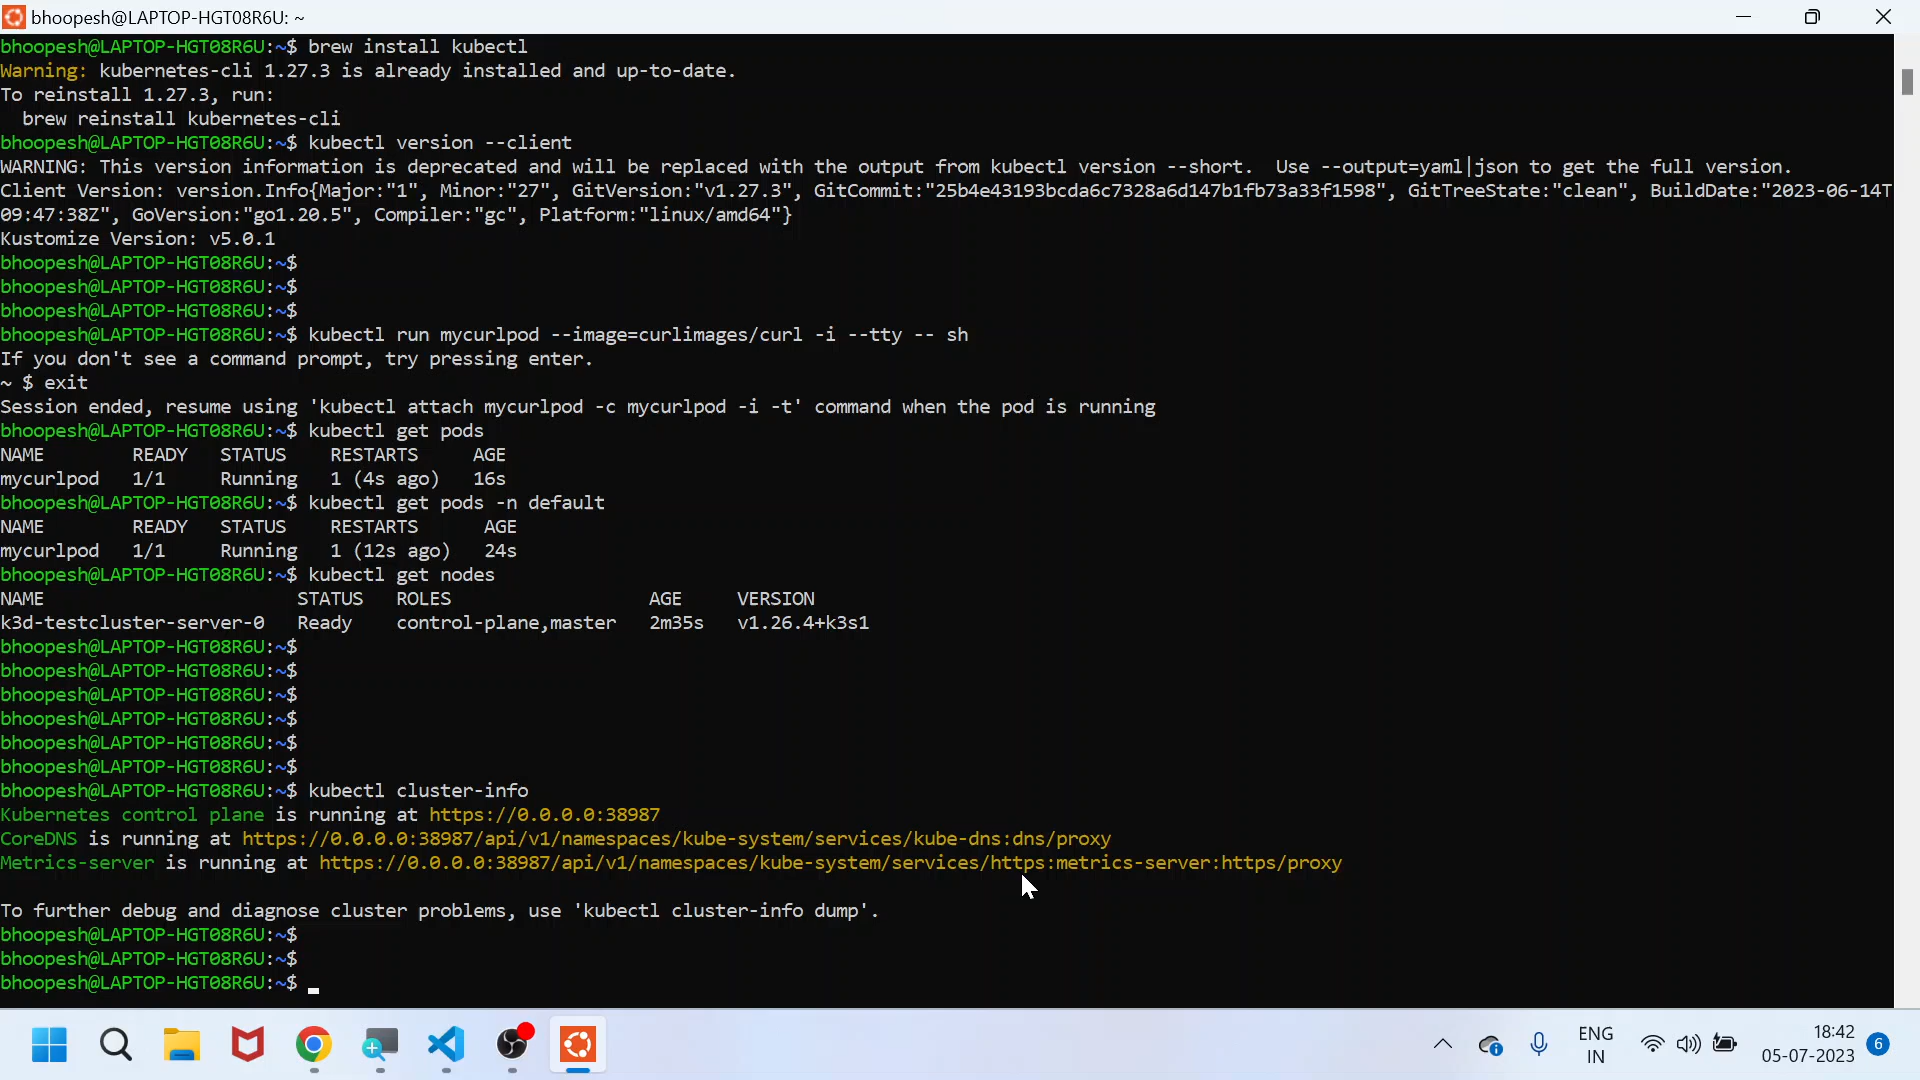 bhoopesh@LAPTOP-HGT08R6U: ~
bhoopesh@LAPTOP-HGT08R6U:~$ brew install kubectl
Warning: kubernetes-cli 1.27.3 is already installed and up-to-date.
To reinstall 1.27.3, run:
  brew reinstall kubernetes-cli
bhoopesh@LAPTOP-HGT08R6U:~$ kubectl version --client
WARNING: This version information is deprecated and will be replaced with the output from kubectl version --short.  Use --output=yaml|json to get the full version.
Client Version: version.Info{Major:"1", Minor:"27", GitVersion:"v1.27.3", GitCommit:"25b4e43193bcda6c7328a6d147b1fb73a33f1598", GitTreeState:"clean", BuildDate:"2023-06-14T
09:47:38Z", GoVersion:"go1.20.5", Compiler:"gc", Platform:"linux/amd64"}
Kustomize Version: v5.0.1
bhoopesh@LAPTOP-HGT08R6U:~$
bhoopesh@LAPTOP-HGT08R6U:~$
bhoopesh@LAPTOP-HGT08R6U:~$
bhoopesh@LAPTOP-HGT08R6U:~$ kubectl run mycurlpod --image=curlimages/curl -i --tty -- sh
If you don't see a command prompt, try pressing enter.
~ $ exit
Session ended, resume using 'kubectl attach mycurlpod -c mycurlpod -i -t' command when the pod is running
bhoopesh@LAPTOP-HGT08R6U:~$ kubectl get pods
NAME        READY   STATUS    RESTARTS     AGE
mycurlpod   1/1     Running   1 (4s ago)   16s
bhoopesh@LAPTOP-HGT08R6U:~$ kubectl get pods -n default
NAME        READY   STATUS    RESTARTS      AGE
mycurlpod   1/1     Running   1 (12s ago)   24s
bhoopesh@LAPTOP-HGT08R6U:~$ kubectl get nodes
NAME                       STATUS   ROLES                  AGE     VERSION
k3d-testcluster-server-0   Ready    control-plane,master   2m35s   v1.26.4+k3s1
bhoopesh@LAPTOP-HGT08R6U:~$
bhoopesh@LAPTOP-HGT08R6U:~$
bhoopesh@LAPTOP-HGT08R6U:~$
bhoopesh@LAPTOP-HGT08R6U:~$
bhoopesh@LAPTOP-HGT08R6U:~$
bhoopesh@LAPTOP-HGT08R6U:~$
bhoopesh@LAPTOP-HGT08R6U:~$ kubectl cluster-info
Kubernetes control plane is running at https://0.0.0.0:38987
CoreDNS is running at https://0.0.0.0:38987/api/v1/namespaces/kube-system/services/kube-dns:dns/proxy
Metrics-server is running at https://0.0.0.0:38987/api/v1/namespaces/kube-system/services/https:metrics-server:https/proxy
To further debug and diagnose cluster problems, use 'kubectl cluster-info dump'.
bhoopesh@LAPTOP-HGT08R6U:~$
bhoopesh@LAPTOP-HGT08R6U:~$
bhoopesh@LAPTOP-HGT08R6U:~$
ENG
IN
18:42
05-07-2023
6